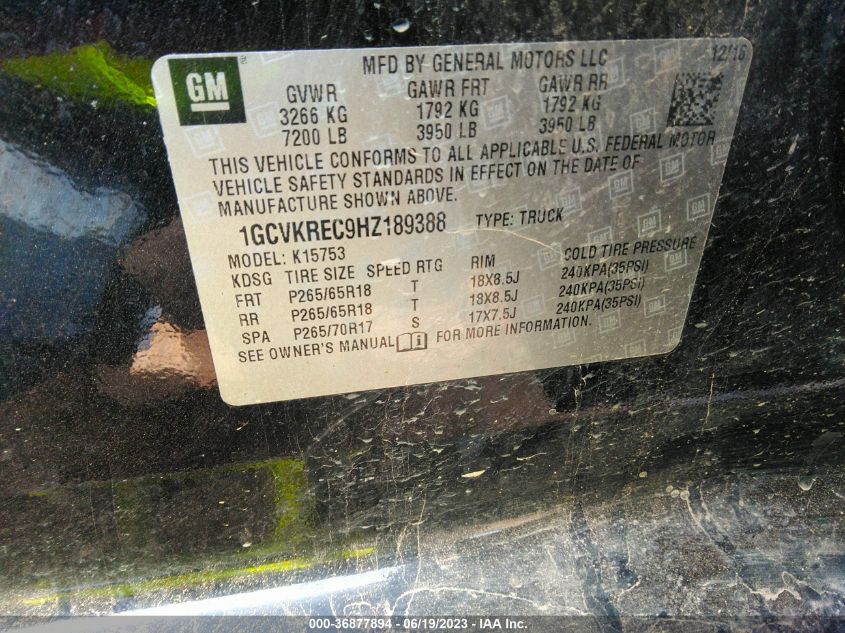 GM
MFD BY GENERAL MOTORS LLC
12/16
GVWR GAWR FRT GAWR RR
3266 KG 1792 KG 1792 KG
7200 LB 3950 LB 3950 LB
THIS VEHICLE CONFORMS TO ALL APPLICABLE U.S. FEDERAL MOTOR
VEHICLE SAFETY STANDARDS IN EFFECT ON THE DATE OF
MANUFACTURE SHOWN ABOVE.
1GCVKREC9HZ189388 TYPE: TRUCK
MODEL: K15753
KDSG TIRE SIZE SPEED RTG RIM COLD TIRE PRESSURE
FRT P265/65R18 T 18X8.5J 240KPA(35PSI)
RR P265/65R18 T 18X8.5J 240KPA(35PSI)
SPA P265/70R17 S 17X7.5J 240KPA(35PSI)
SEE OWNER'S MANUAL FOR MORE INFORMATION.
000-36877894 - 06/19/2023 - IAA Inc.